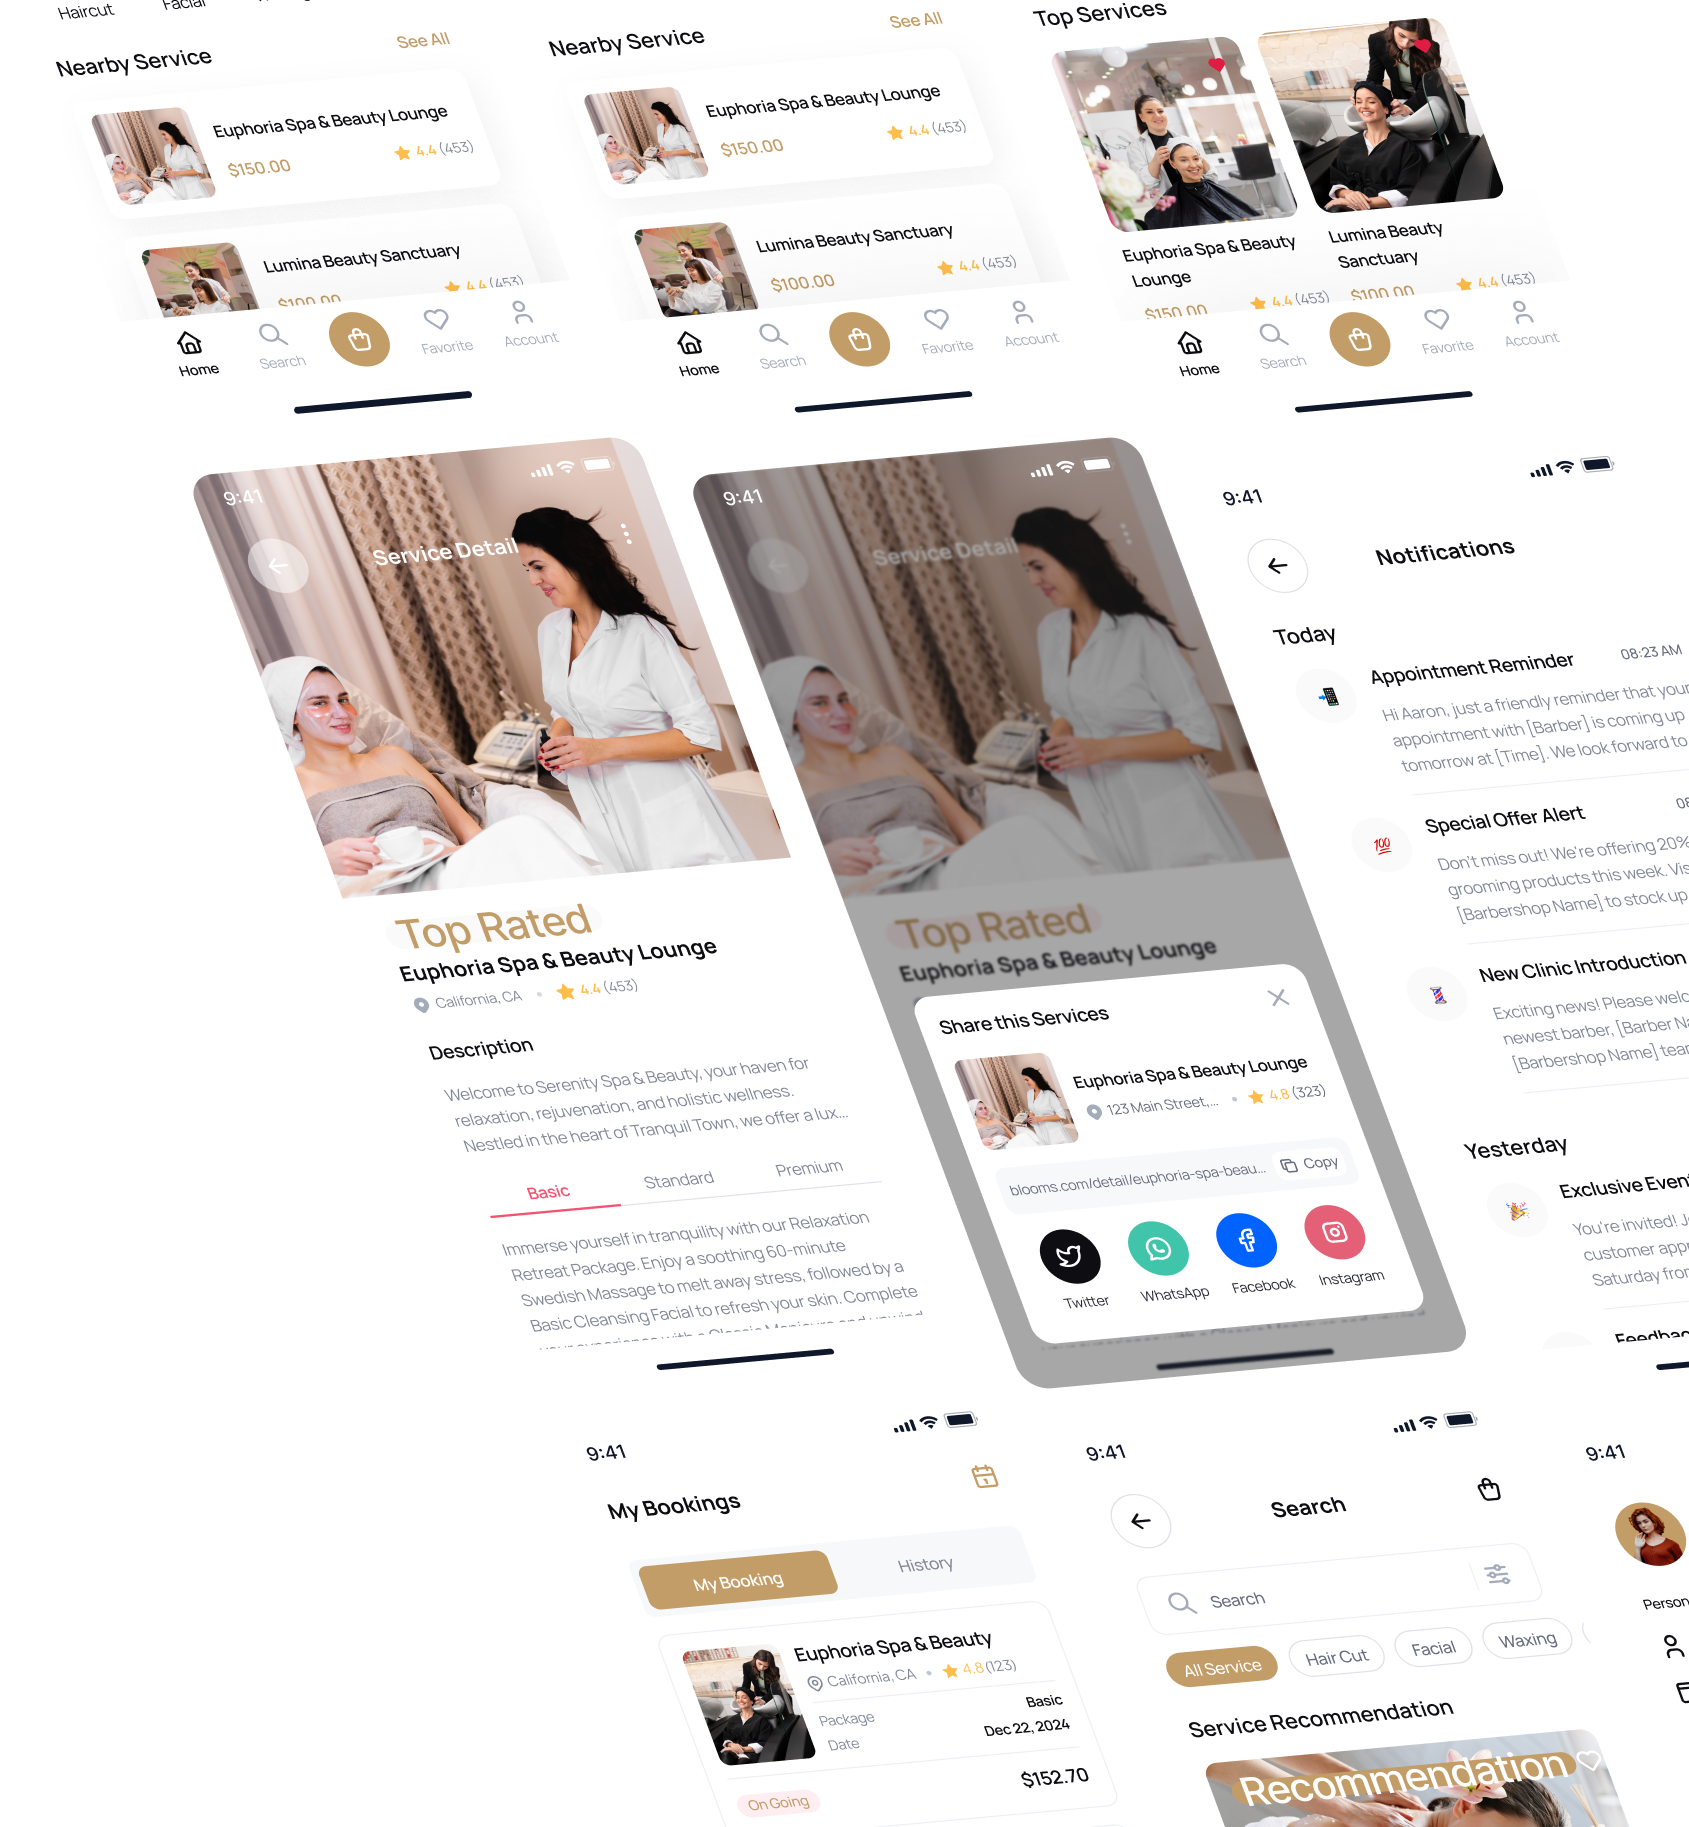 Haircut
Facial
Nearby Service
See All
Euphoria Spa & Beauty Lounge
$150.00
4.4 (453)
Lumina Beauty Sanctuary
$100.00
4.4 (453)
Home
Search
Favorite
Account
Nearby Service
See All
Euphoria Spa & Beauty Lounge
$150.00
4.4 (453)
Lumina Beauty Sanctuary
$100.00
4.4 (453)
Home
Search
Favorite
Account
Top Services
Euphoria Spa & Beauty
Lounge
$150.00
4.4 (453)
Lumina Beauty
Sanctuary
$100.00
4.4 (453)
Home
Search
Favorite
Account
9:41
Service Detail
Top Rated
Euphoria Spa & Beauty Lounge
California, CA • 4.4 (453)
Description
Welcome to Serenity Spa & Beauty, your haven for
relaxation, rejuvenation, and holistic wellness.
Nestled in the heart of Tranquil Town, we offer a lux...
Basic
Standard
Premium
Immerse yourself in tranquility with our Relaxation
Retreat Package. Enjoy a soothing 60-minute
Swedish Massage to melt away stress, followed by a
Basic Cleansing Facial to refresh your skin. Complete
your experience with a Classic Manicure and unwind
9:41
Service Detail
Top Rated
Euphoria Spa & Beauty Lounge
Share this Services
Euphoria Spa & Beauty Lounge
123 Main Street,... • 4.8 (323)
blooms.com/detail/euphoria-spa-beau...
Copy
Twitter
WhatsApp
Facebook
Instagram
9:41
Notifications
Today
Appointment Reminder
08:23 AM
Hi Aaron, just a friendly reminder that your
appointment with [Barber] is coming up
tomorrow at [Time]. We look forward to
Special Offer Alert
Don't miss out! We're offering 20%
grooming products this week. Vis
[Barbershop Name] to stock up
New Clinic Introduction
Exciting news! Please welc
newest barber, [Barber Na
[Barbershop Name] tear
Yesterday
Exclusive Even
You're invited! J
customer appr
Saturday from
Feedbac
9:41
My Bookings
My Booking
History
Euphoria Spa & Beauty
California, CA • 4.8 (123)
Package
Basic
Date
Dec 22, 2024
On Going
$152.70
9:41
Search
Search
All Service
Hair Cut
Facial
Waxing
Service Recommendation
Recommendation
9:41
Person